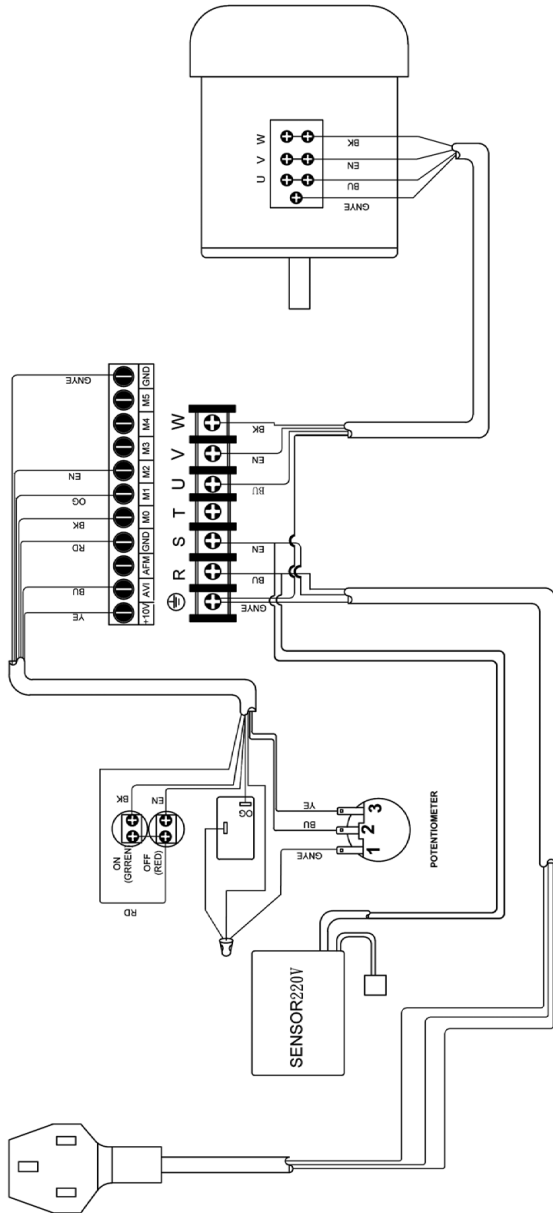 W
V
U
BK
EN
BU
GNYE
GND
M5
M4
M3
M2
M1
M0
GND
AFM
AVI
+10V
GNYE
EN
OG
BK
RD
BU
YE
W
V
U
T
S
R
BK
EN
BU
EN
BU
GNYE
BK
EN
ON
(GRREN)
OFF
(RED)
RD
OG
YE
BU
GNYE
3
2
1
POTENTIOMETER
SENSOR220V